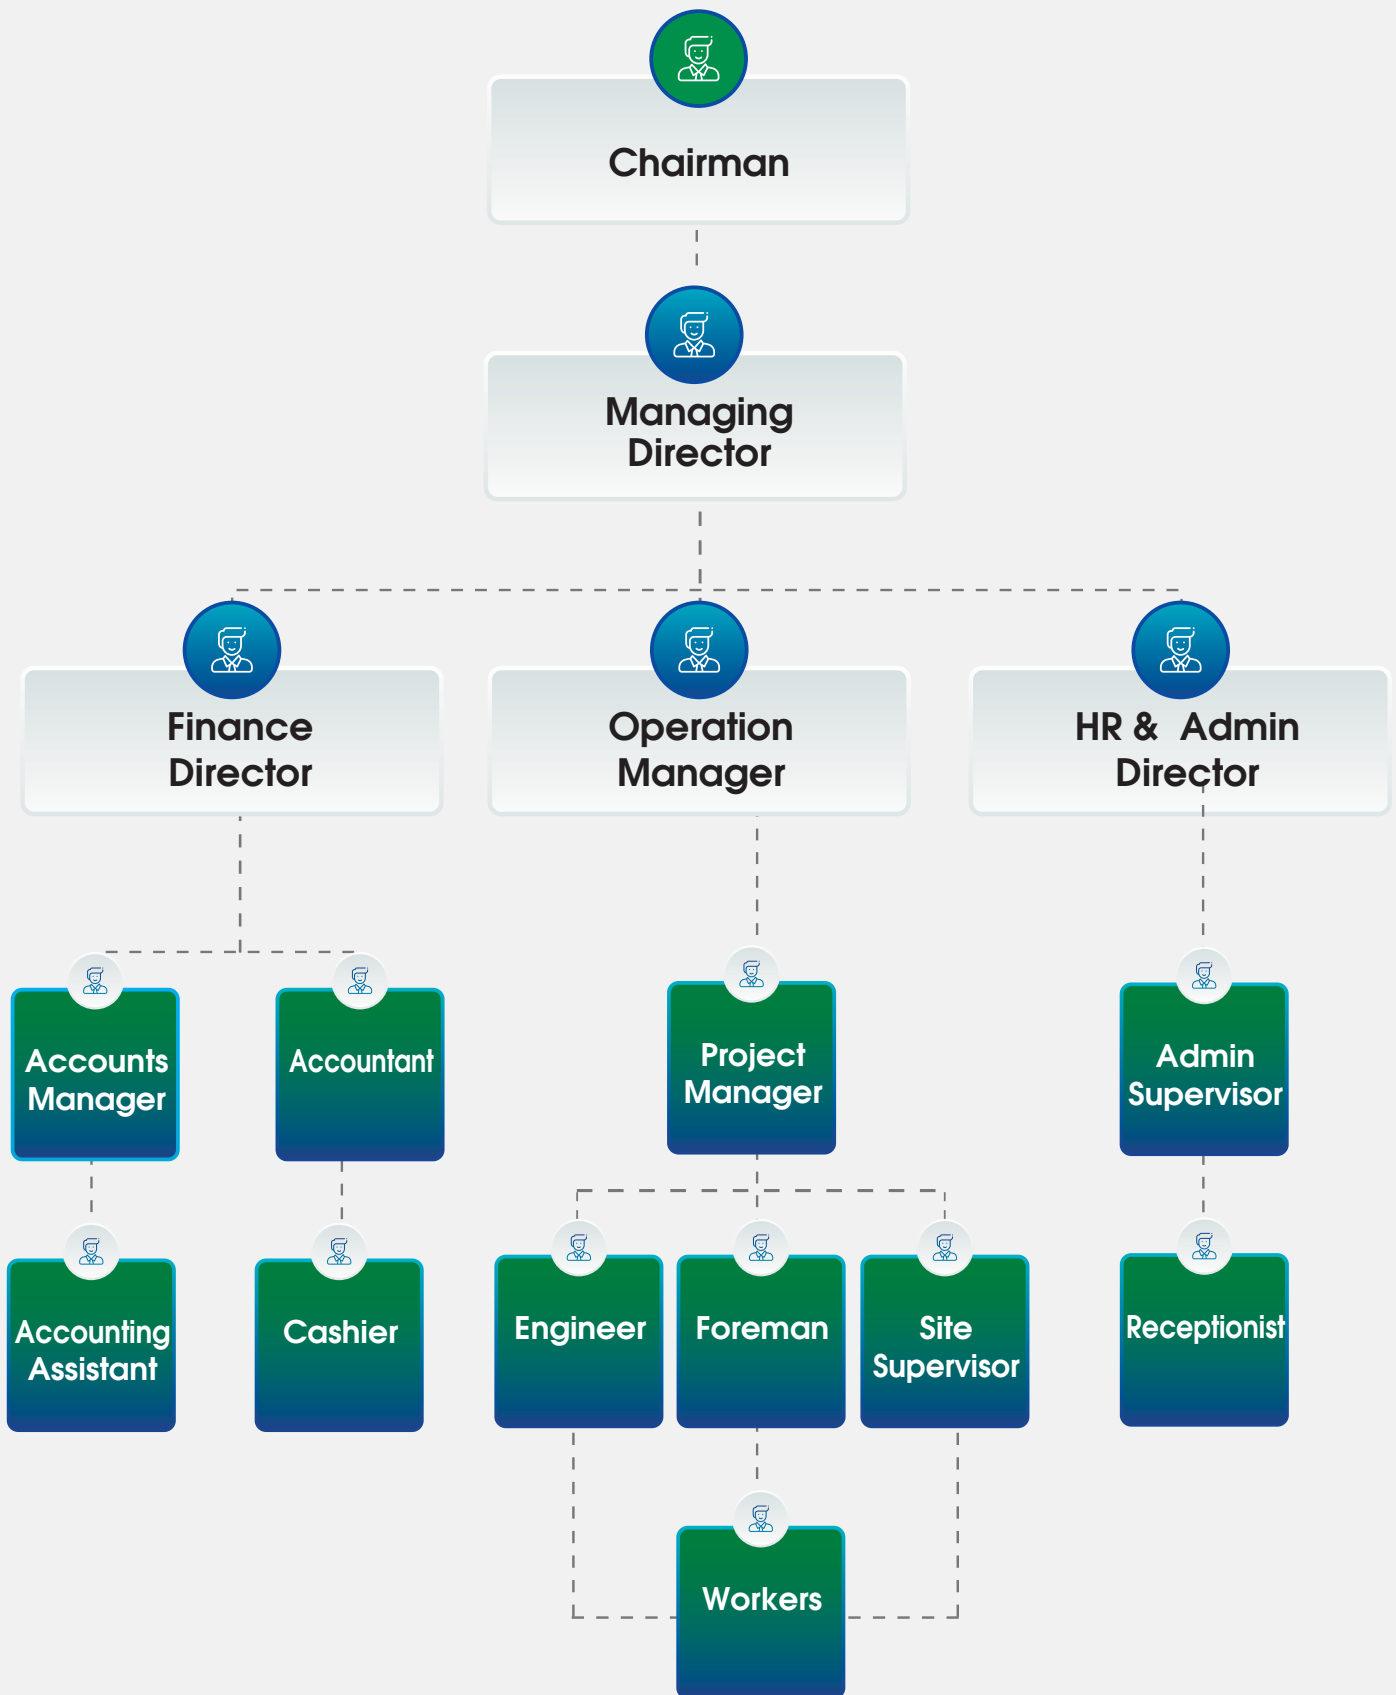 Chairman
Managing
Director
Finance
Director
Operation
Manager
HR & Admin
Director
Accounts
Manager
Accountant
Project
Manager
Admin
Supervisor
Accounting
Assistant
Cashier
Engineer
Foreman
Site
Supervisor
Receptionist
Workers